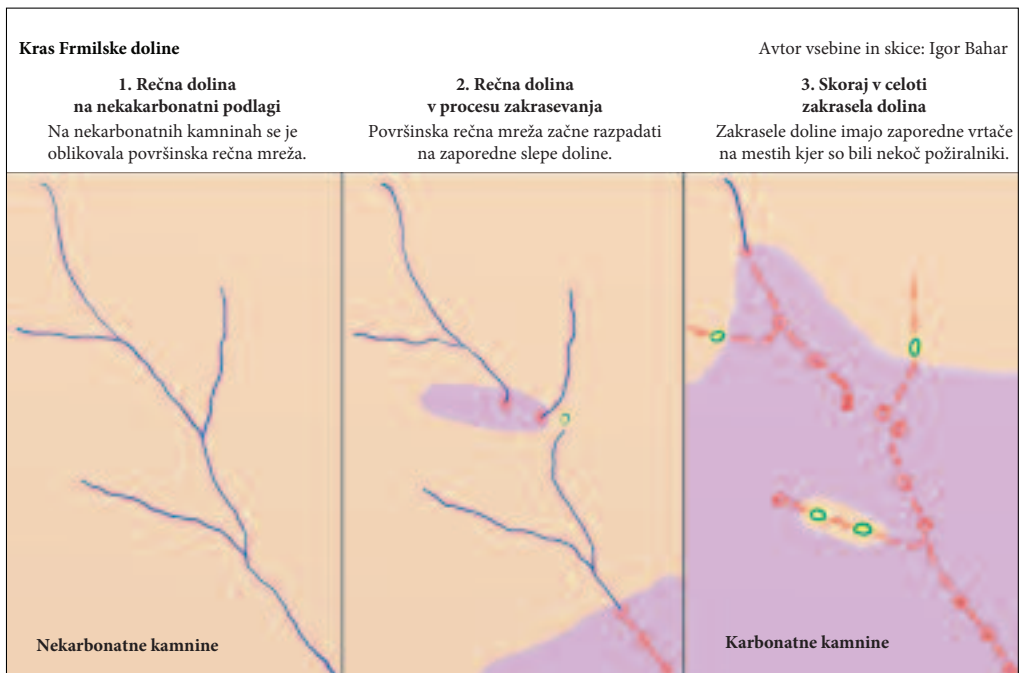 Kras Frmilske doline
Avtor vsebine in skice: Igor Bahar
1. Rečna dolina
na nekakarbonatni podlagi
Na nekarbonatnih kamninah se je
oblikovala površinska rečna mreža.
2. Rečna dolina
v procesu zakrasevanja
Površinska rečna mreža začne razpadati
na zaporedne slepe doline.
3. Skoraj v celoti
zakrasela dolina
Zakrasele doline imajo zaporedne vrtače
na mestih kjer so bili nekoč požiralniki.
Nekarbonatne kamnine
Karbonatne kamnine